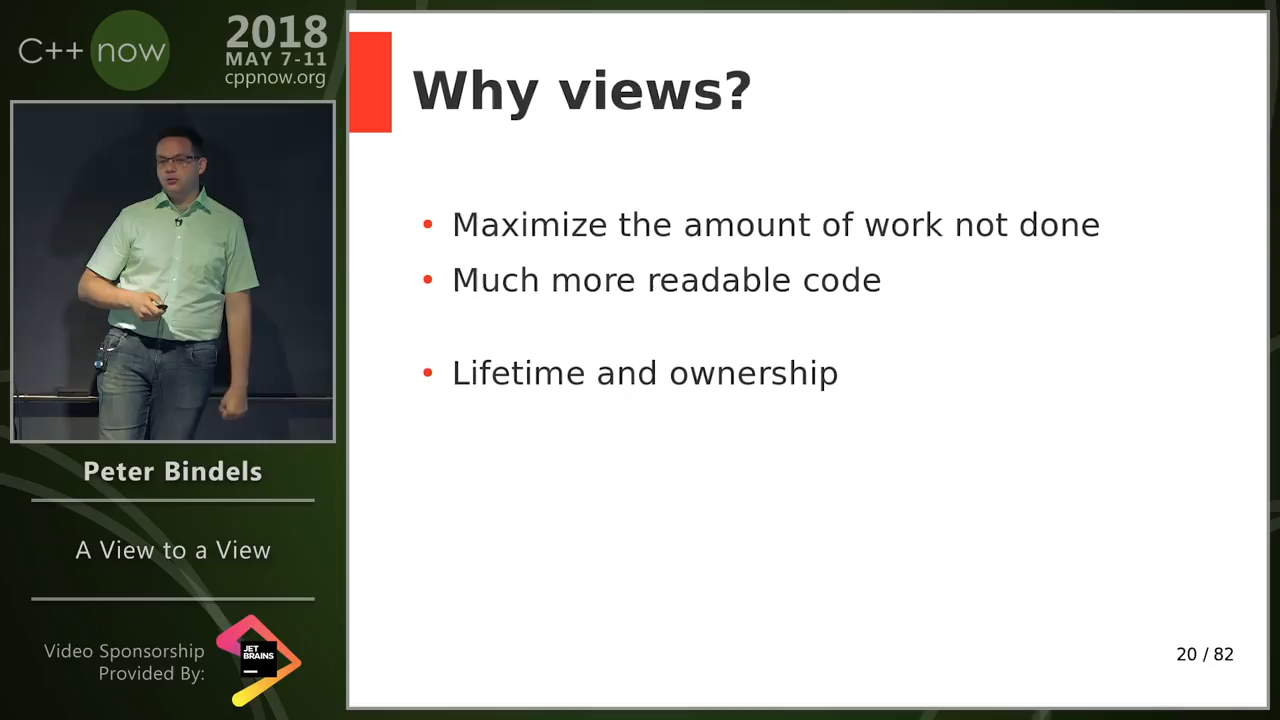 C++ now
2018
MAY 7-11
cppnow.org
Peter Bindels
A View to a View
Video Sponsorship
Provided By:
JET
BRAINS
Why views?
• Maximize the amount of work not done
• Much more readable code
• Lifetime and ownership
20 / 82